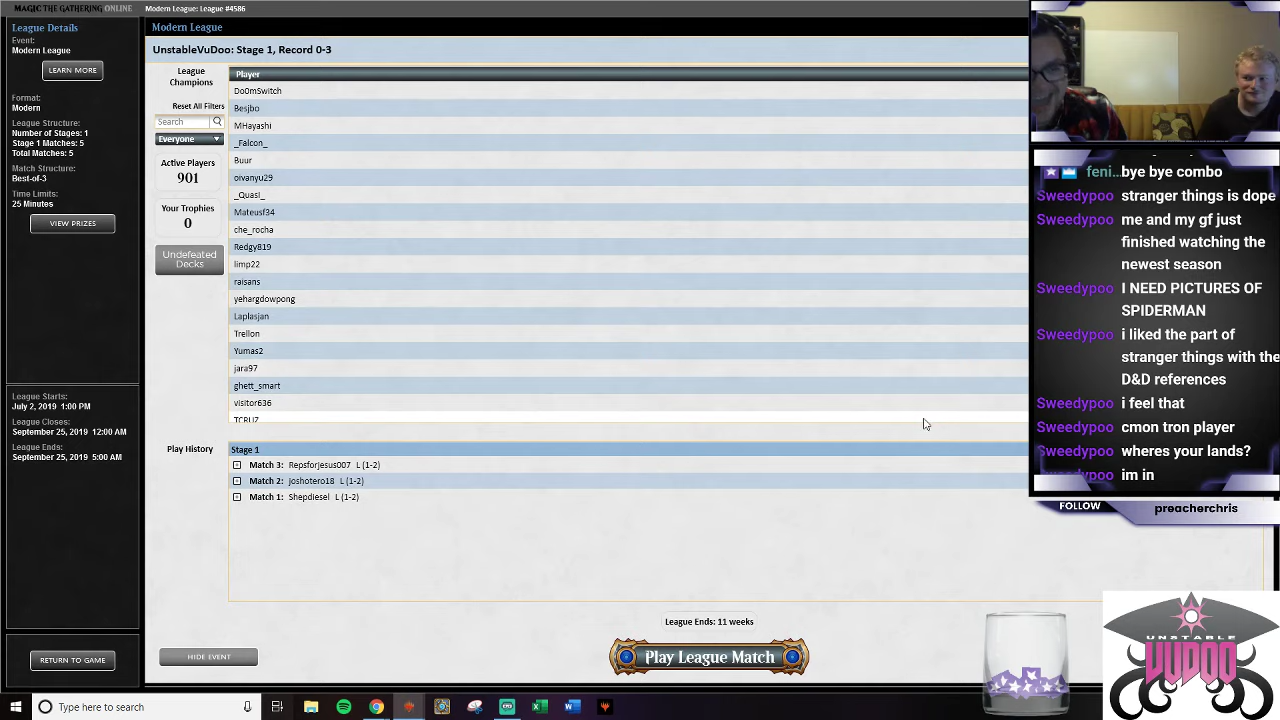 MAGIC THE GATHERING ONLINE
Modern League: League #4586
League Details
Event:
Modern League
LEARN MORE
Format:
Modern
League Structure:
Number of Stages: 1
Stage 1 Matches: 5
Total Matches: 5
Match Structure:
Best-of-3
Time Limits:
25 Minutes
VIEW PRIZES
League Starts:
July 2, 2019 1:00 PM
League Closes:
September 25, 2019 12:00 AM
League Ends:
September 25, 2019 5:00 AM
RETURN TO GAME
Modern League
UnstableVuDoo: Stage 1, Record 0-3
League
Champions
Reset All Filters
Search
Everyone
Active Players
901
Your Trophies
0
Undefeated
Decks
Player
Do0mSwitch
Besjbo
MHayashi
_Falcon_
Buur
oivanyu29
_Quasi_
Mateusf34
che_rocha
Redgy819
limp22
raisans
yehargdowpong
Laplasjan
Trellon
Yumas2
jara97
ghett_smart
visitor636
TCRUZ
Play History
Stage 1
Match 3: Repsforjesus007 L (1-2)
Match 2: joshotero18 L (1-2)
Match 1: Shepdiesel L (1-2)
League Ends: 11 weeks
HIDE EVENT
Play League Match
feni... bye bye combo
Sweedypoo stranger things is dope
Sweedypoo me and my gf just
finished watching the
newest season
Sweedypoo I NEED PICTURES OF
SPIDERMAN
Sweedypoo i liked the part of
stranger things with the
D&D references
Sweedypoo i feel that
Sweedypoo cmon tron player
Sweedypoo wheres your lands?
im in
FOLLOW preacherchris
UNSTABLE
VUDOO
Type here to search